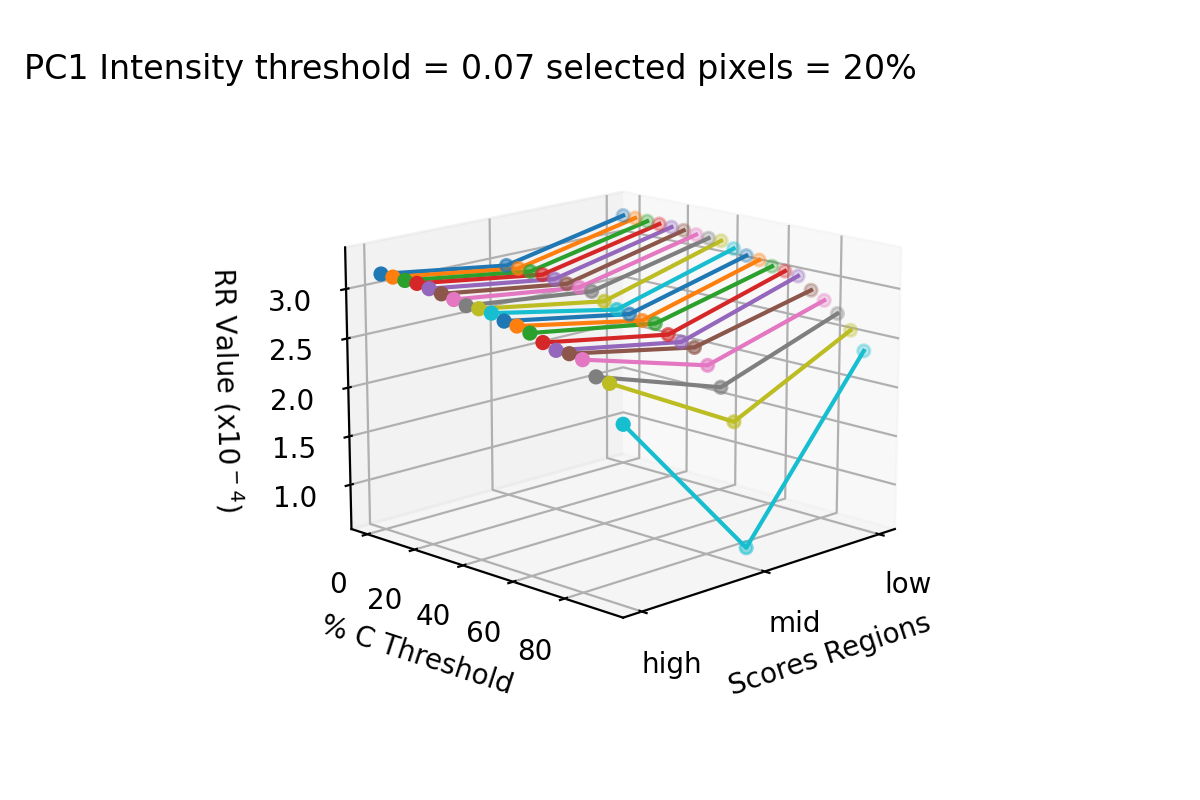 PC1 Intensity threshold = 0.07 selected pixels = 20%
RR Value (x10⁻⁴)
3.0
2.5
2.0
1.5
1.0
0
20
40
60
80
% C Threshold
high
mid
low
Scores Regions